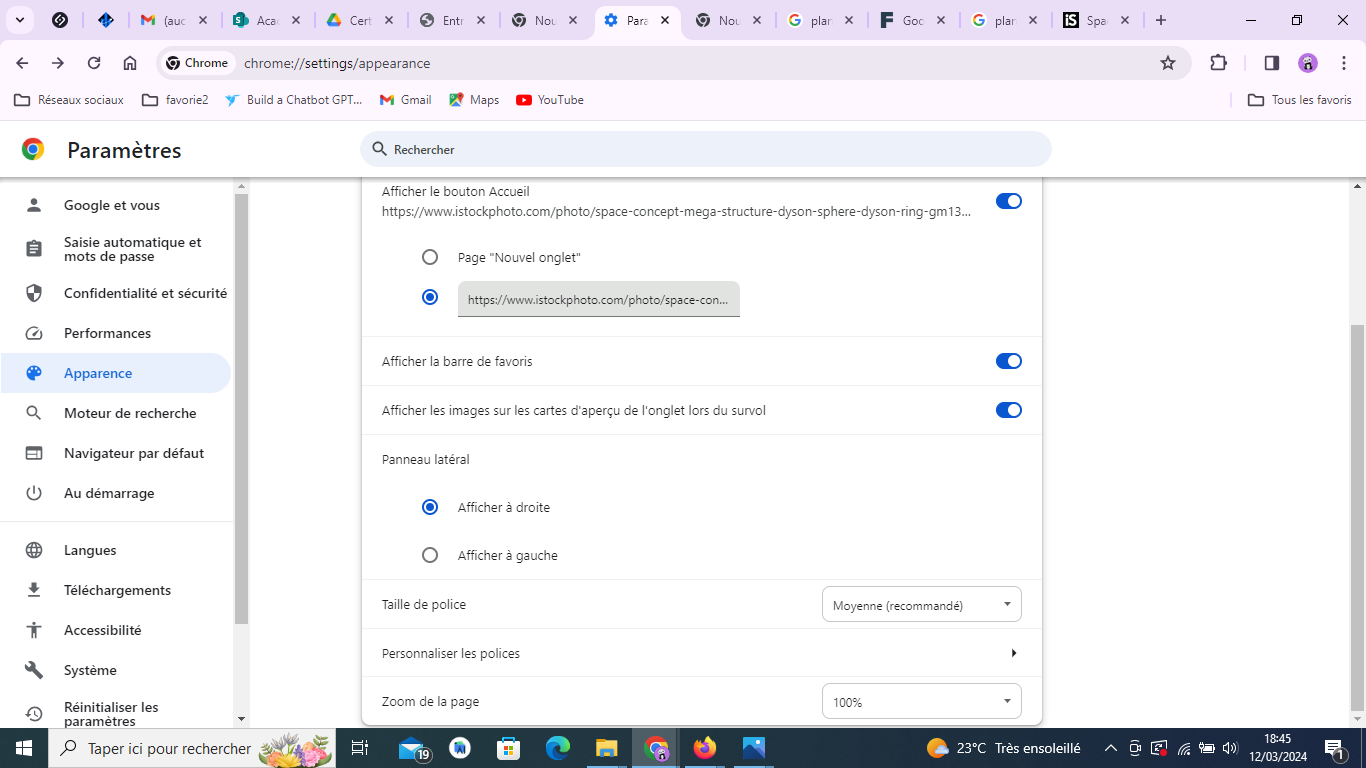 (auc
Acac
Cert
Entr
Nou
Para
Nou
plan
Goo
plan
iS
Spac
Chrome
chrome://settings/appearance
Réseaux sociaux
favorie2
Build a Chatbot GPT...
Gmail
Maps
YouTube
Tous les favoris
Paramètres
Rechercher
Google et vous
Saisie automatique et
mots de passe
Confidentialité et sécurité
Performances
Apparence
Moteur de recherche
Navigateur par défaut
Au démarrage
Langues
Téléchargements
Accessibilité
Système
Réinitialiser les
paramètres
Afficher le bouton Accueil
https://www.istockphoto.com/photo/space-concept-mega-structure-dyson-sphere-dyson-ring-gm13...
Page "Nouvel onglet"
https://www.istockphoto.com/photo/space-con...
Afficher la barre de favoris
Afficher les images sur les cartes d'aperçu de l'onglet lors du survol
Panneau latéral
Afficher à droite
Afficher à gauche
Taille de police
Moyenne (recommandé)
Personnaliser les polices
Zoom de la page
100%
Taper ici pour rechercher
19
23°C Très ensoleillé
18:45
12/03/2024
1